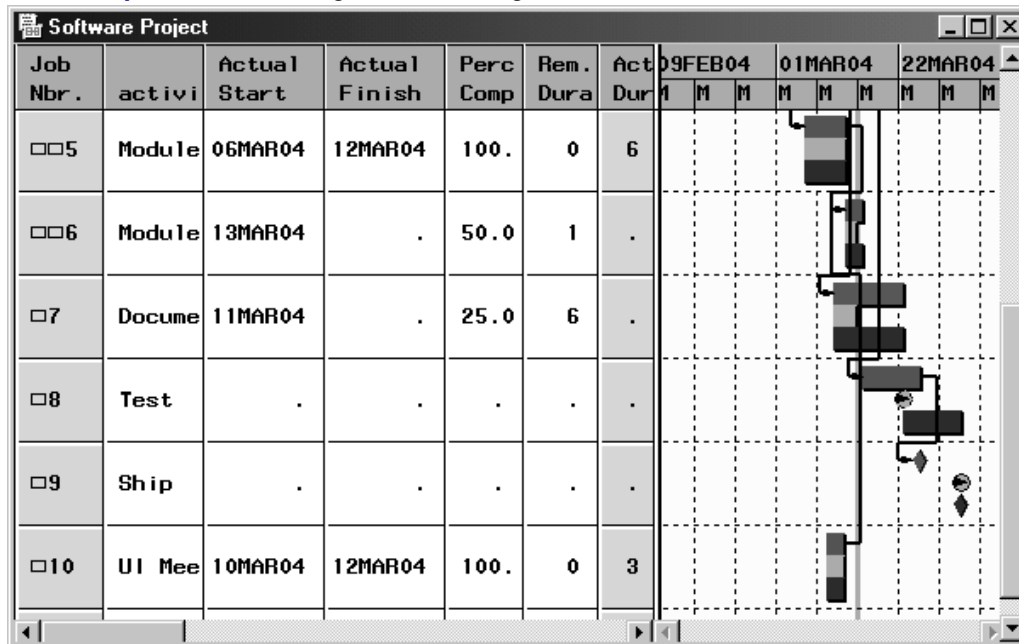 Software Project
Job Actual Actual Perc Rem. Act 09FEB04 01MAR04 22MAR04
Nbr. activi Start Finish Comp Dura Dur M M M M M M M M M
□□5 Module 06MAR04 12MAR04 100. 0 6
□□6 Module 13MAR04 . 50.0 1 .
□7 Docume 11MAR04 . 25.0 6 .
□8 Test . . . . .
□9 Ship . . . . .
□10 UI Mee 10MAR04 12MAR04 100. 0 3